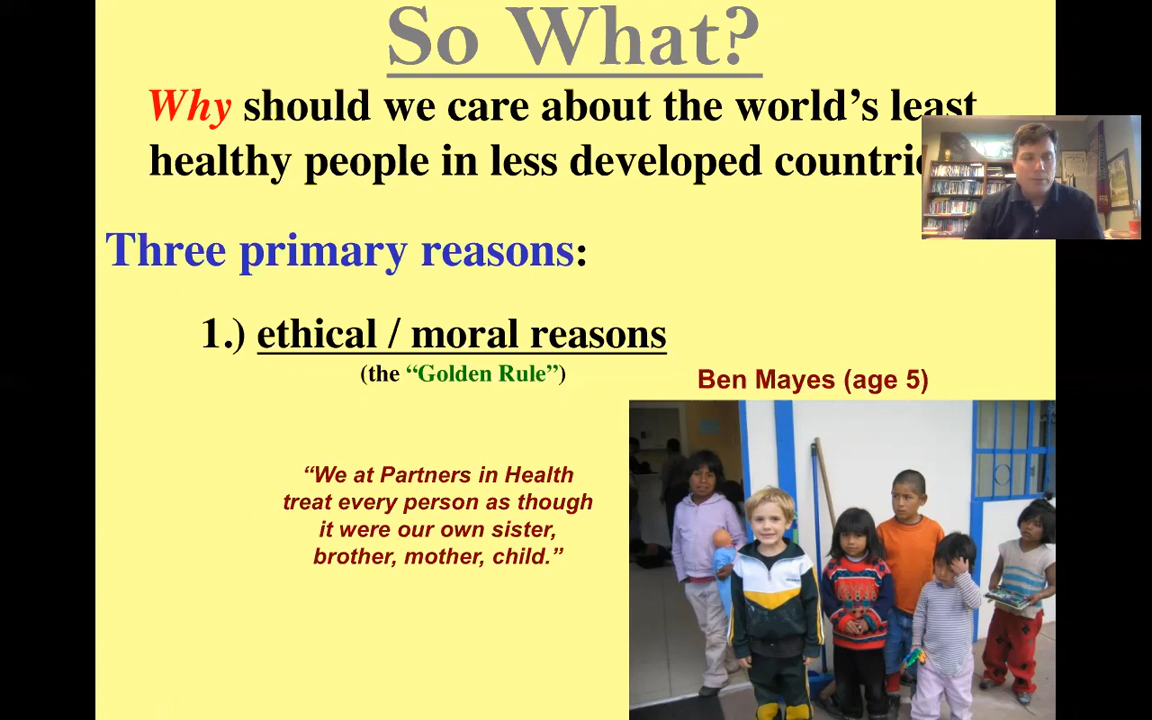 So What?
Why should we care about the world's least
healthy people in less developed
Three primary reasons:
1.) ethical / moral reasons
(the “Golden Rule”)
Ben Mayes (age 5)
“We at Partners in Health
treat every person as though
it were our own sister,
brother, mother, child.”